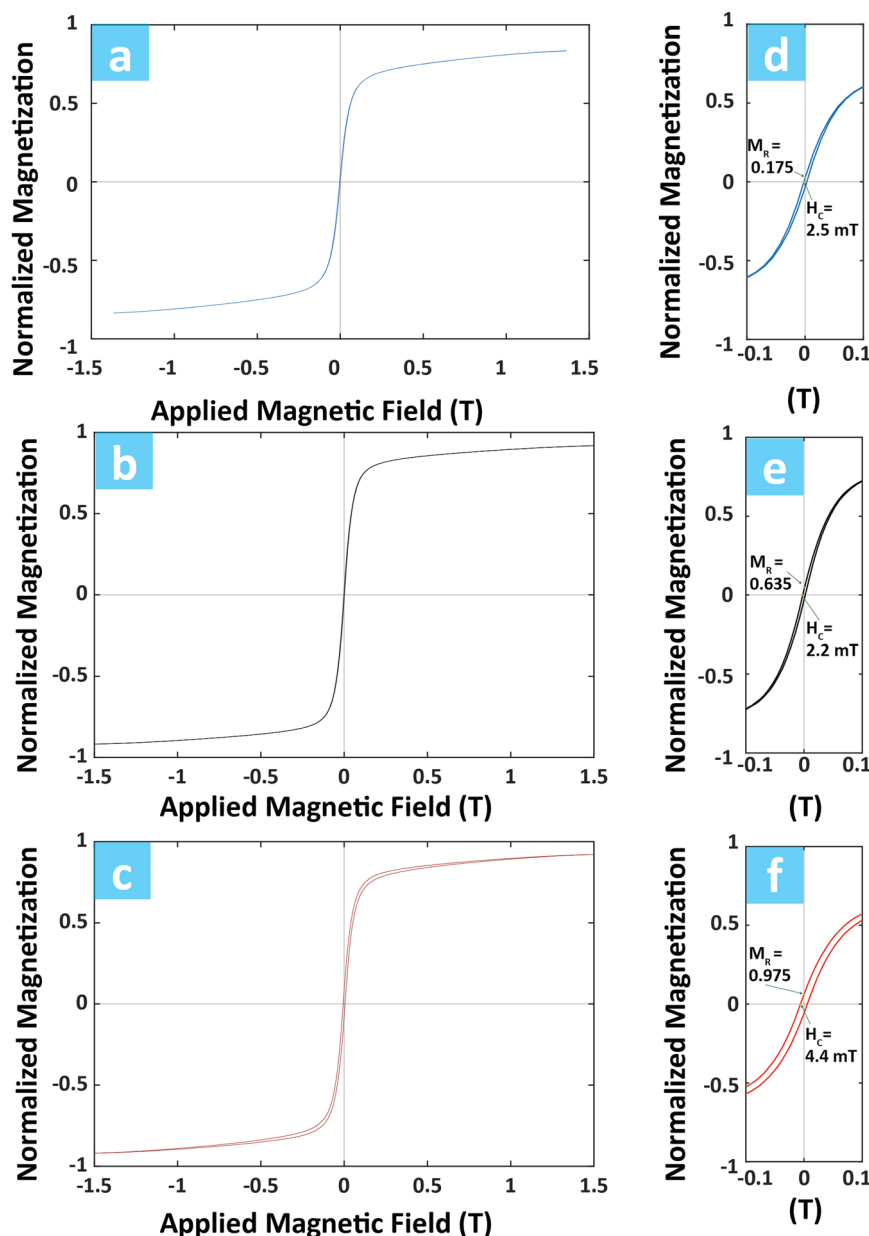 a
Normalized Magnetization
1
0.5
0
-0.5
-1
-1.5 -1 -0.5 0 0.5 1 1.5
Applied Magnetic Field (T)
d
Normalized Magnetization
1
0.5
0
-0.5
-1
M_R =
0.175
H_C =
2.5 mT
-0.1 0 0.1
(T)
b
Normalized Magnetization
1
0.5
0
-0.5
-1
-1.5 -1 -0.5 0 0.5 1 1.5
Applied Magnetic Field (T)
e
Normalized Magnetization
1
0.5
0
-0.5
-1
M_R =
0.635
H_C =
2.2 mT
-0.1 0 0.1
(T)
c
Normalized Magnetization
1
0.5
0
-0.5
-1
-1.5 -1 -0.5 0 0.5 1 1.5
Applied Magnetic Field (T)
f
Normalized Magnetization
1
0.5
0
-0.5
-1
M_R =
0.975
H_C =
4.4 mT
-0.1 0 0.1
(T)